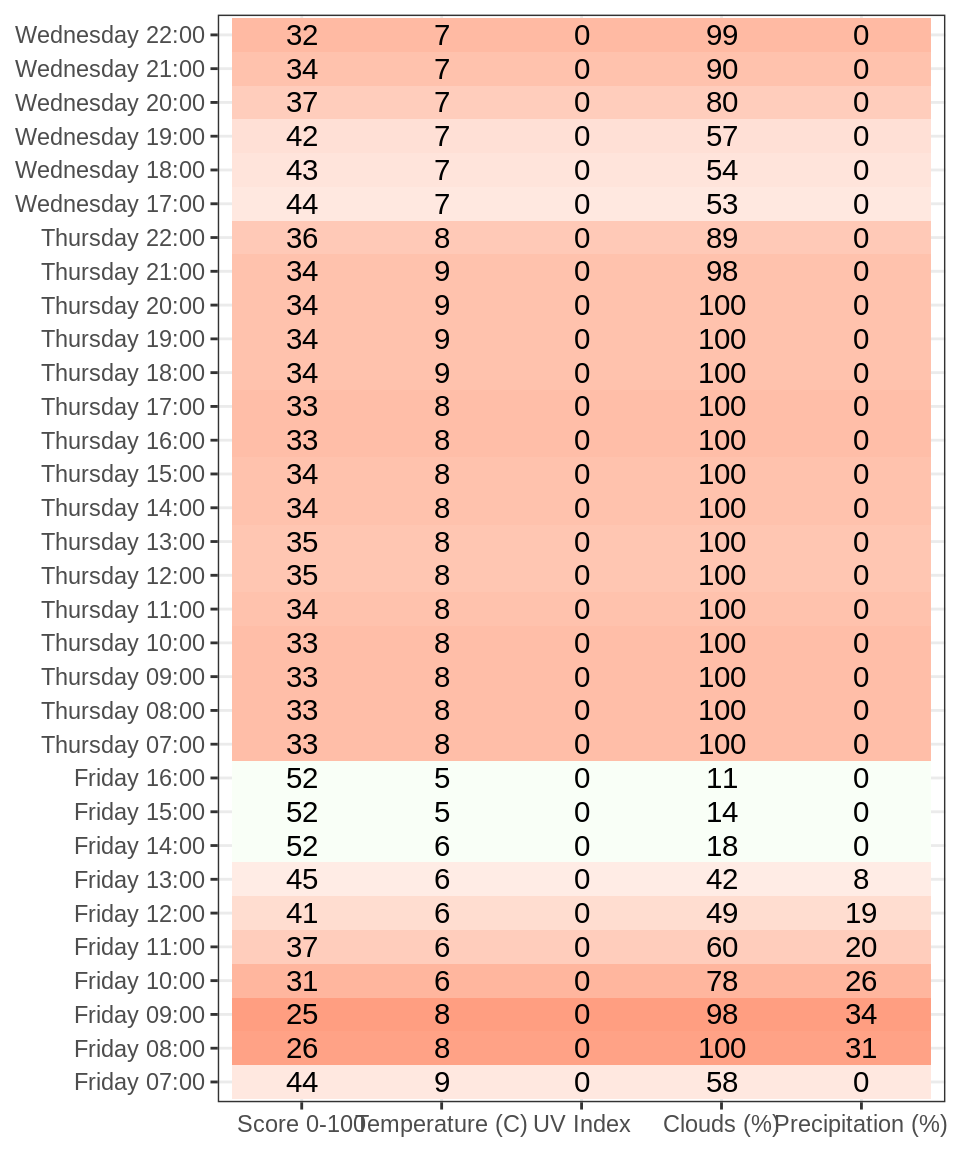 Wednesday 22:00 32 7 0 99 0
Wednesday 21:00 34 7 0 90 0
Wednesday 20:00 37 7 0 80 0
Wednesday 19:00 42 7 0 57 0
Wednesday 18:00 43 7 0 54 0
Wednesday 17:00 44 7 0 53 0
Thursday 22:00 36 8 0 89 0
Thursday 21:00 34 9 0 98 0
Thursday 20:00 34 9 0 100 0
Thursday 19:00 34 9 0 100 0
Thursday 18:00 34 9 0 100 0
Thursday 17:00 33 8 0 100 0
Thursday 16:00 33 8 0 100 0
Thursday 15:00 34 8 0 100 0
Thursday 14:00 34 8 0 100 0
Thursday 13:00 35 8 0 100 0
Thursday 12:00 35 8 0 100 0
Thursday 11:00 34 8 0 100 0
Thursday 10:00 33 8 0 100 0
Thursday 09:00 33 8 0 100 0
Thursday 08:00 33 8 0 100 0
Thursday 07:00 33 8 0 100 0
Friday 16:00 52 5 0 11 0
Friday 15:00 52 5 0 14 0
Friday 14:00 52 6 0 18 0
Friday 13:00 45 6 0 42 8
Friday 12:00 41 6 0 49 19
Friday 11:00 37 6 0 60 20
Friday 10:00 31 6 0 78 26
Friday 09:00 25 8 0 98 34
Friday 08:00 26 8 0 100 31
Friday 07:00 44 9 0 58 0
Score 0-100 Temperature (C) UV Index Clouds (%) Precipitation (%)